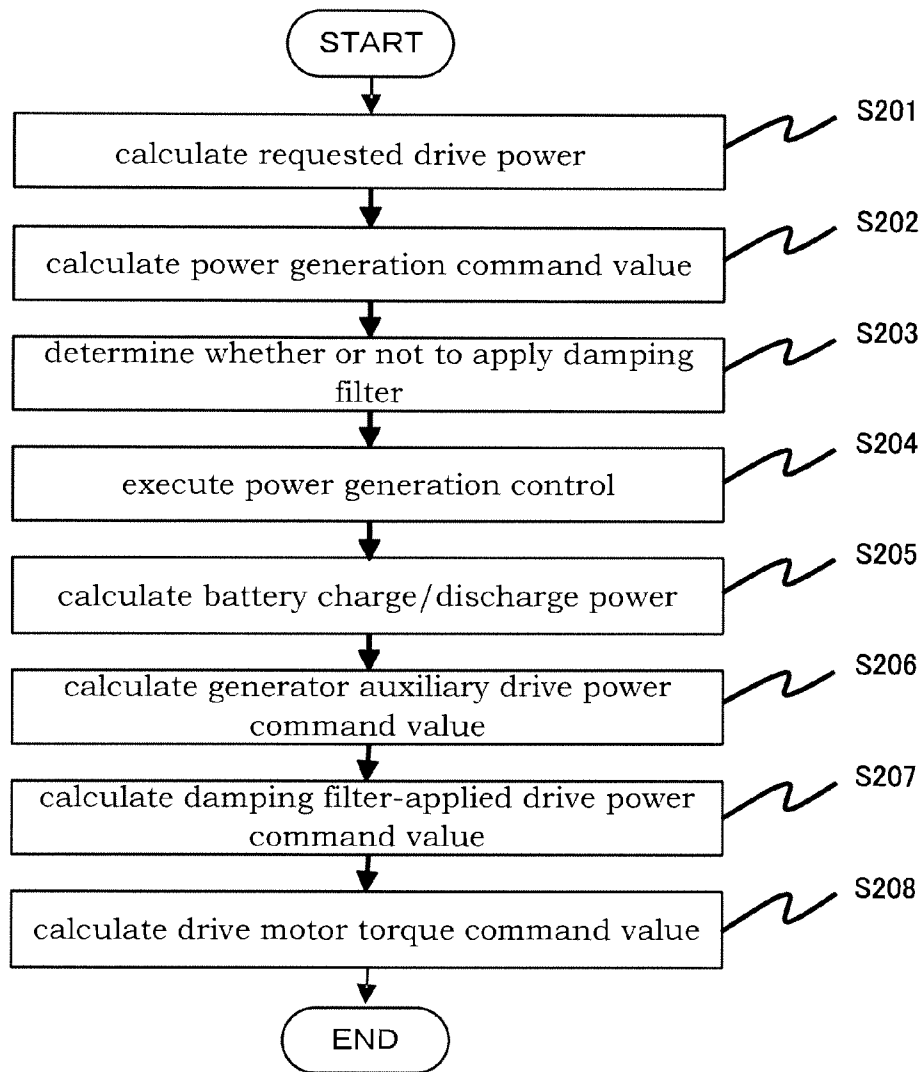 START
S201
calculate requested drive power
S202
calculate power generation command value
S203
determine whether or not to apply damping
filter
S204
execute power generation control
S205
calculate battery charge/discharge power
S206
calculate generator auxiliary drive power
command value
S207
calculate damping filter-applied drive power
command value
S208
calculate drive motor torque command value
END